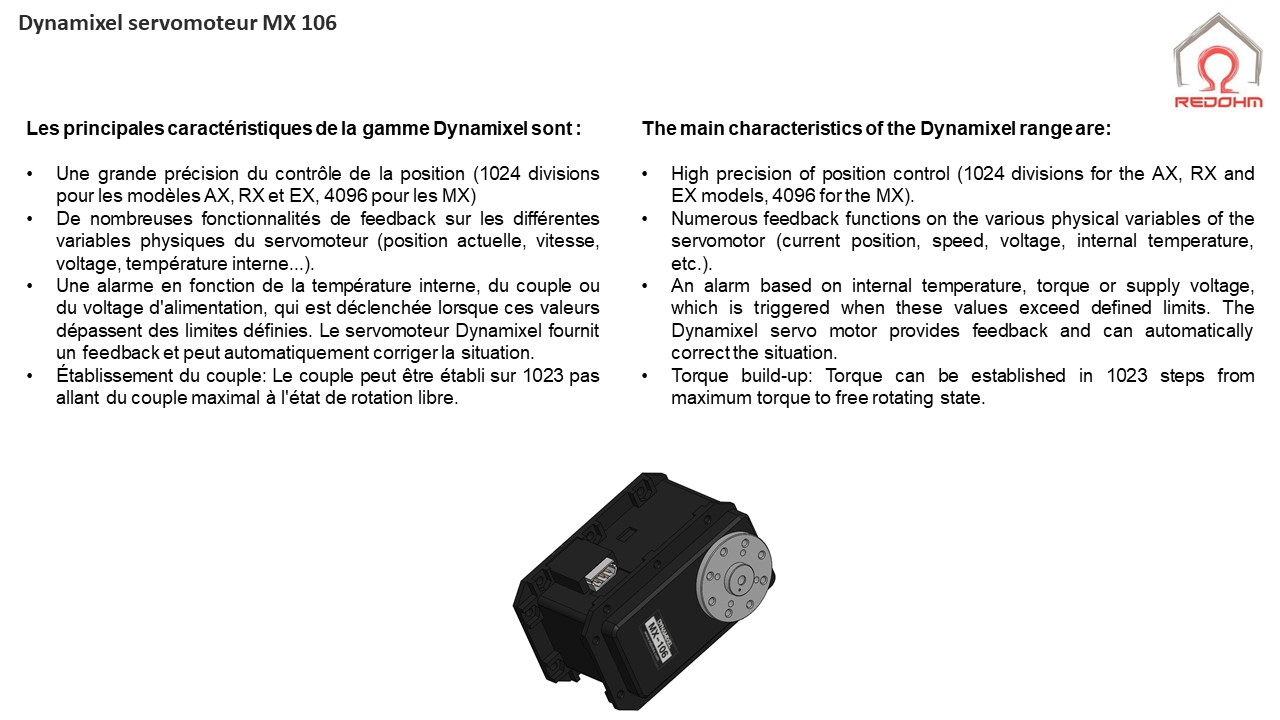 Dynamixel servomoteur MX 106
REDOHM
Les principales caractéristiques de la gamme Dynamixel sont :
• Une grande précision du contrôle de la position (1024 divisions
pour les modèles AX, RX et EX, 4096 pour les MX)
• De nombreuses fonctionnalités de feedback sur les différentes
variables physiques du servomoteur (position actuelle, vitesse,
voltage, température interne...).
• Une alarme en fonction de la température interne, du couple ou
du voltage d'alimentation, qui est déclenchée lorsque ces valeurs
dépassent des limites définies. Le servomoteur Dynamixel fournit
un feedback et peut automatiquement corriger la situation.
• Établissement du couple: Le couple peut être établi sur 1023 pas
allant du couple maximal à l'état de rotation libre.
The main characteristics of the Dynamixel range are:
• High precision of position control (1024 divisions for the AX, RX and
EX models, 4096 for the MX).
• Numerous feedback functions on the various physical variables of the
servomotor (current position, speed, voltage, internal temperature,
etc.).
• An alarm based on internal temperature, torque or supply voltage,
which is triggered when these values exceed defined limits. The
Dynamixel servo motor provides feedback and can automatically
correct the situation.
• Torque build-up: Torque can be established in 1023 steps from
maximum torque to free rotating state.
DYNAMIXEL
MX-106